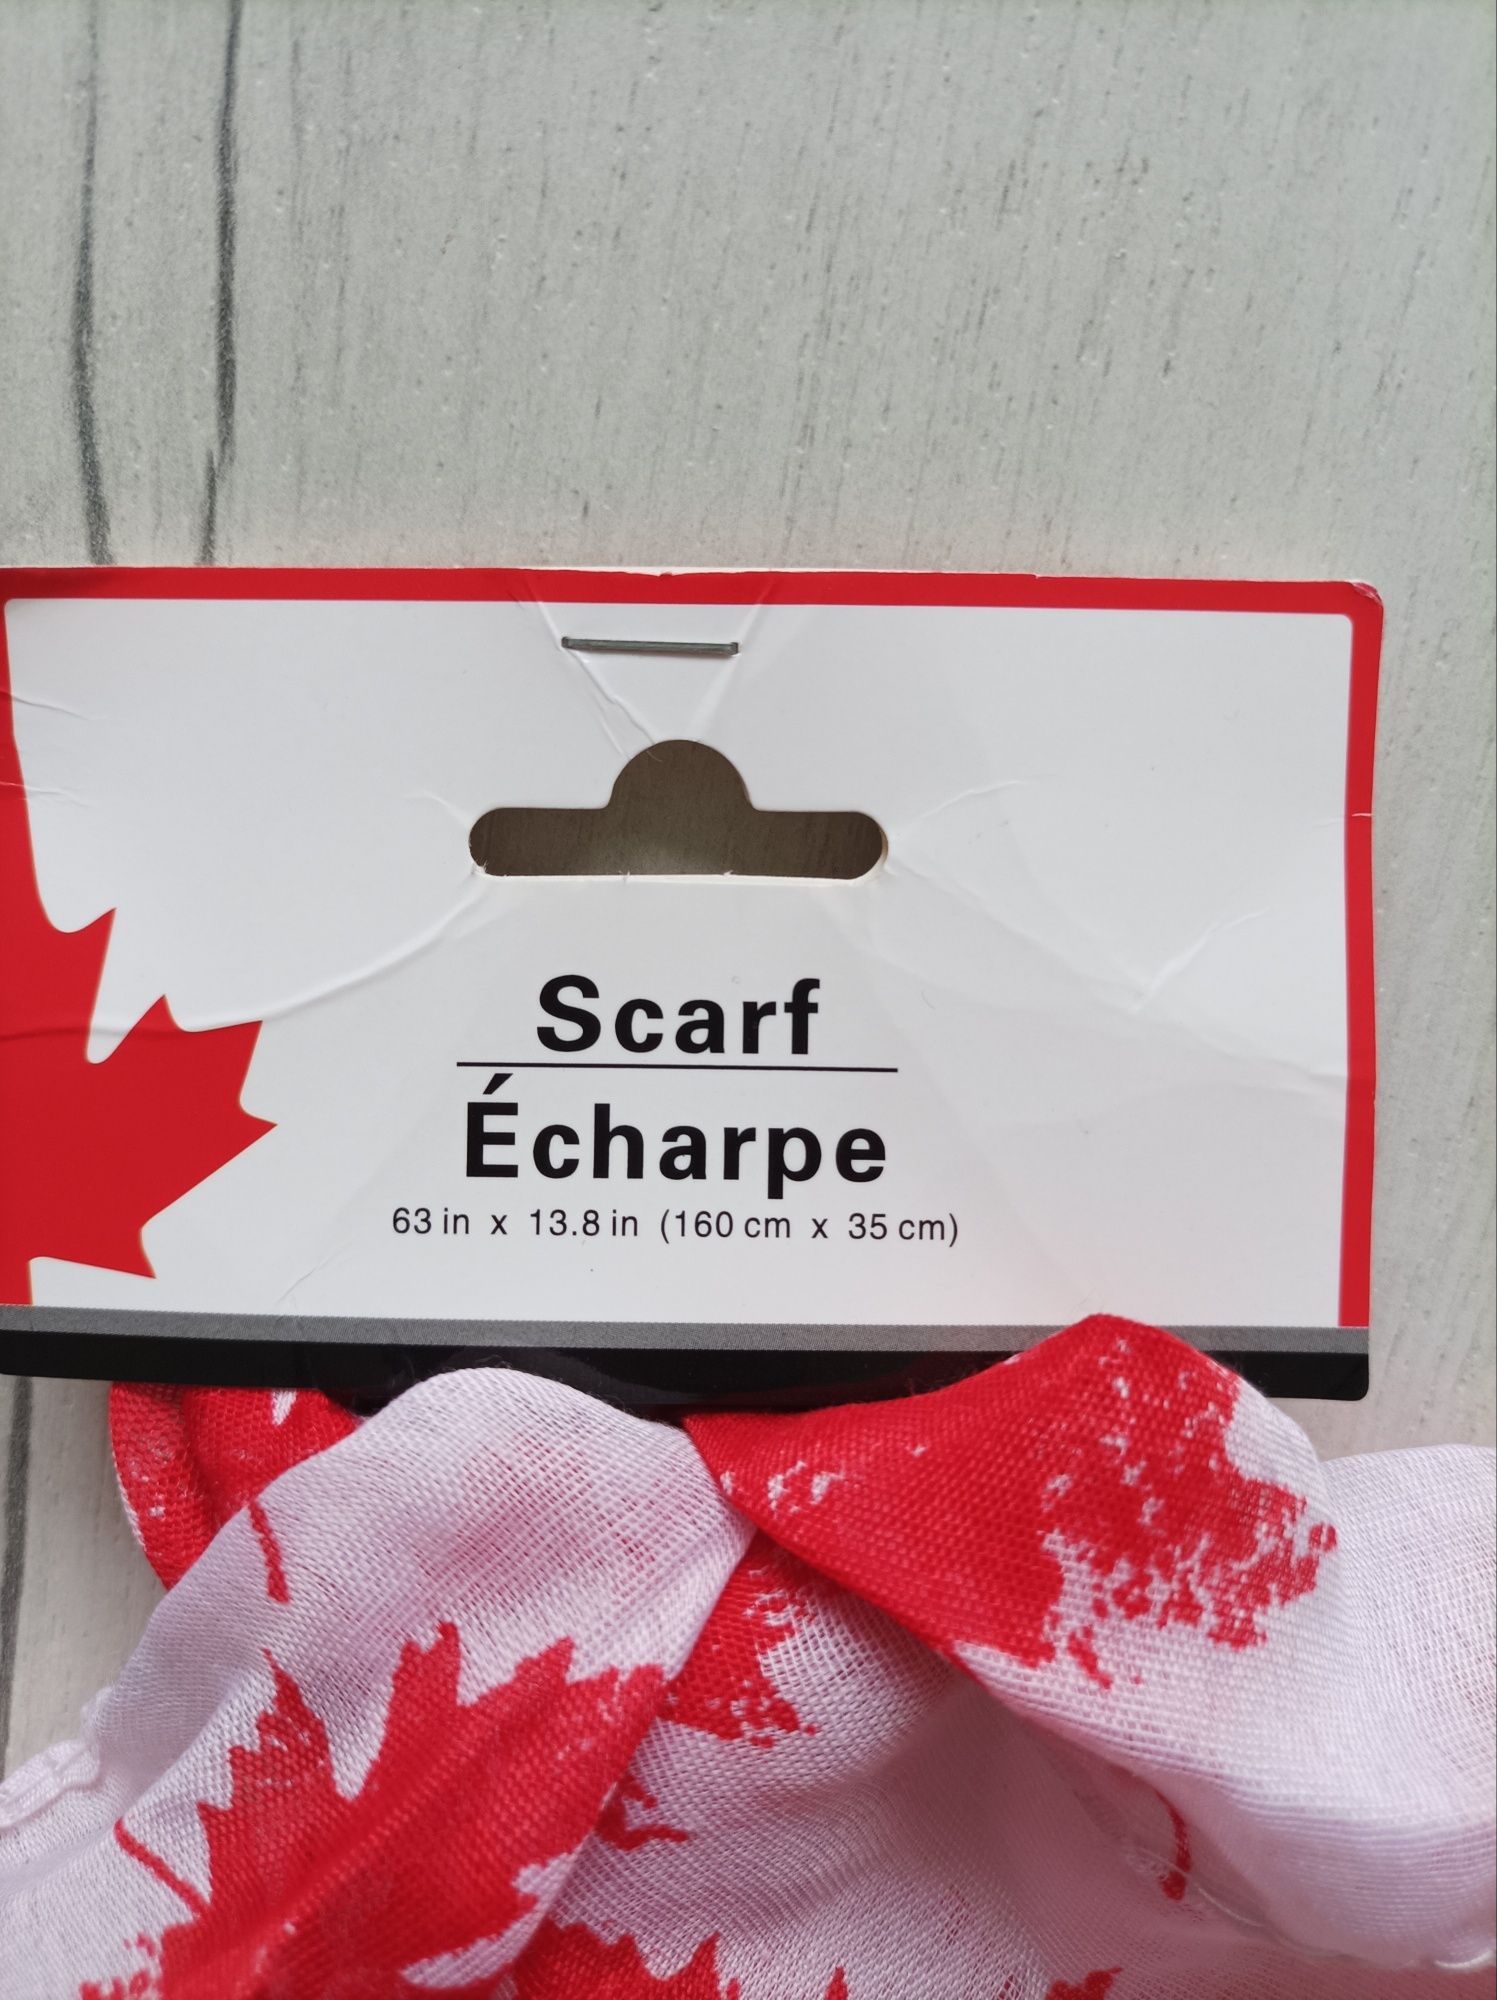 Scarf
Écharpe
63 in x 13.8 in (160 cm x 35 cm)